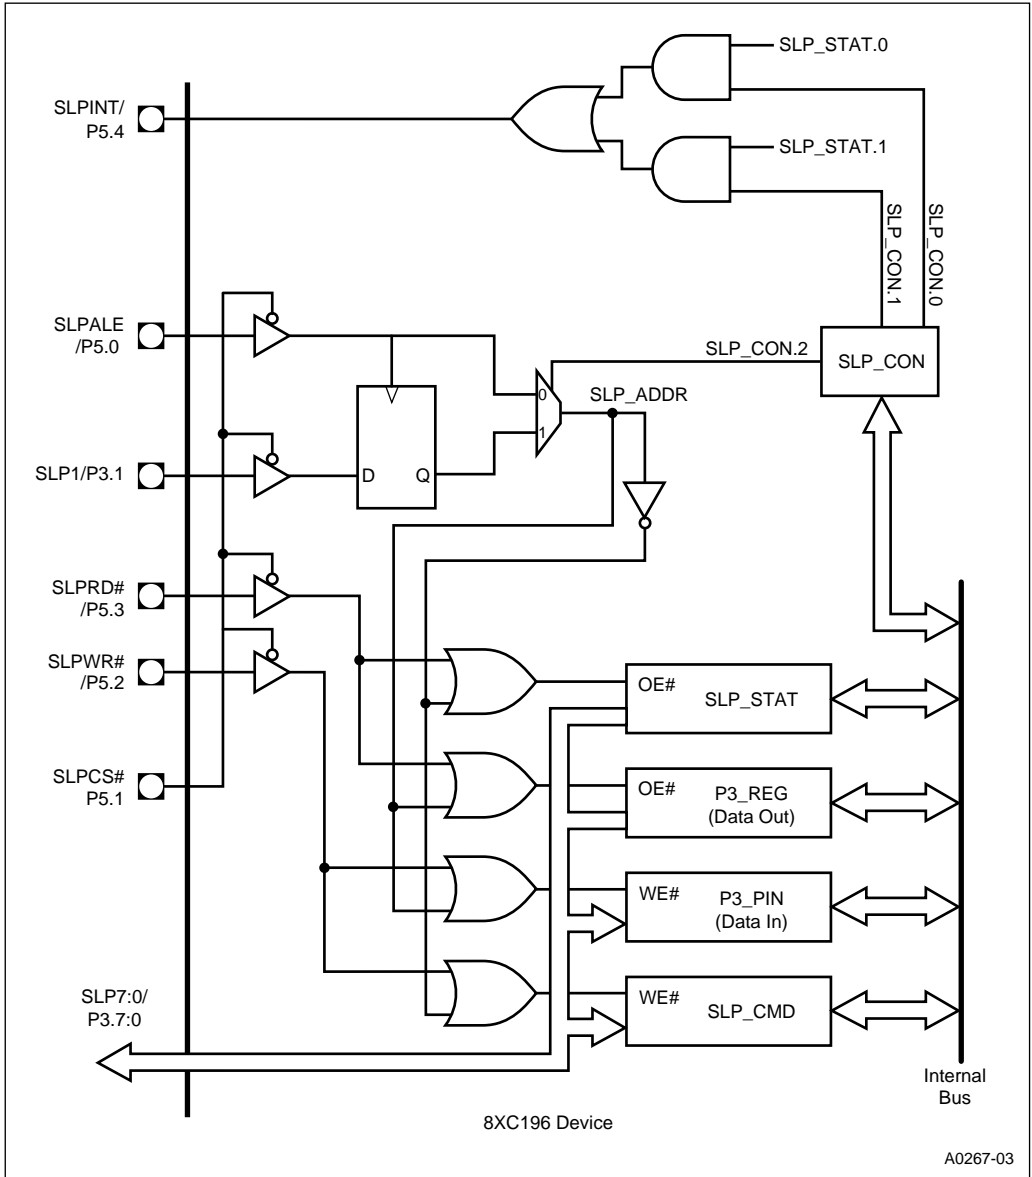 SLP_STAT.0
SLPINT/
P5.4
SLP_STAT.1
SLP_CON.1
SLP_CON.0
SLPALE
/P5.0
SLP_CON.2
SLP_CON
0
SLP_ADDR
1
SLP1/P3.1
D
Q
SLPRD#
/P5.3
SLPWR#
/P5.2
OE#
SLP_STAT
SLPCS#
P5.1
OE#
P3_REG
(Data Out)
WE#
P3_PIN
(Data In)
SLP7:0/
P3.7:0
WE#
SLP_CMD
Internal
Bus
8XC196 Device
A0267-03